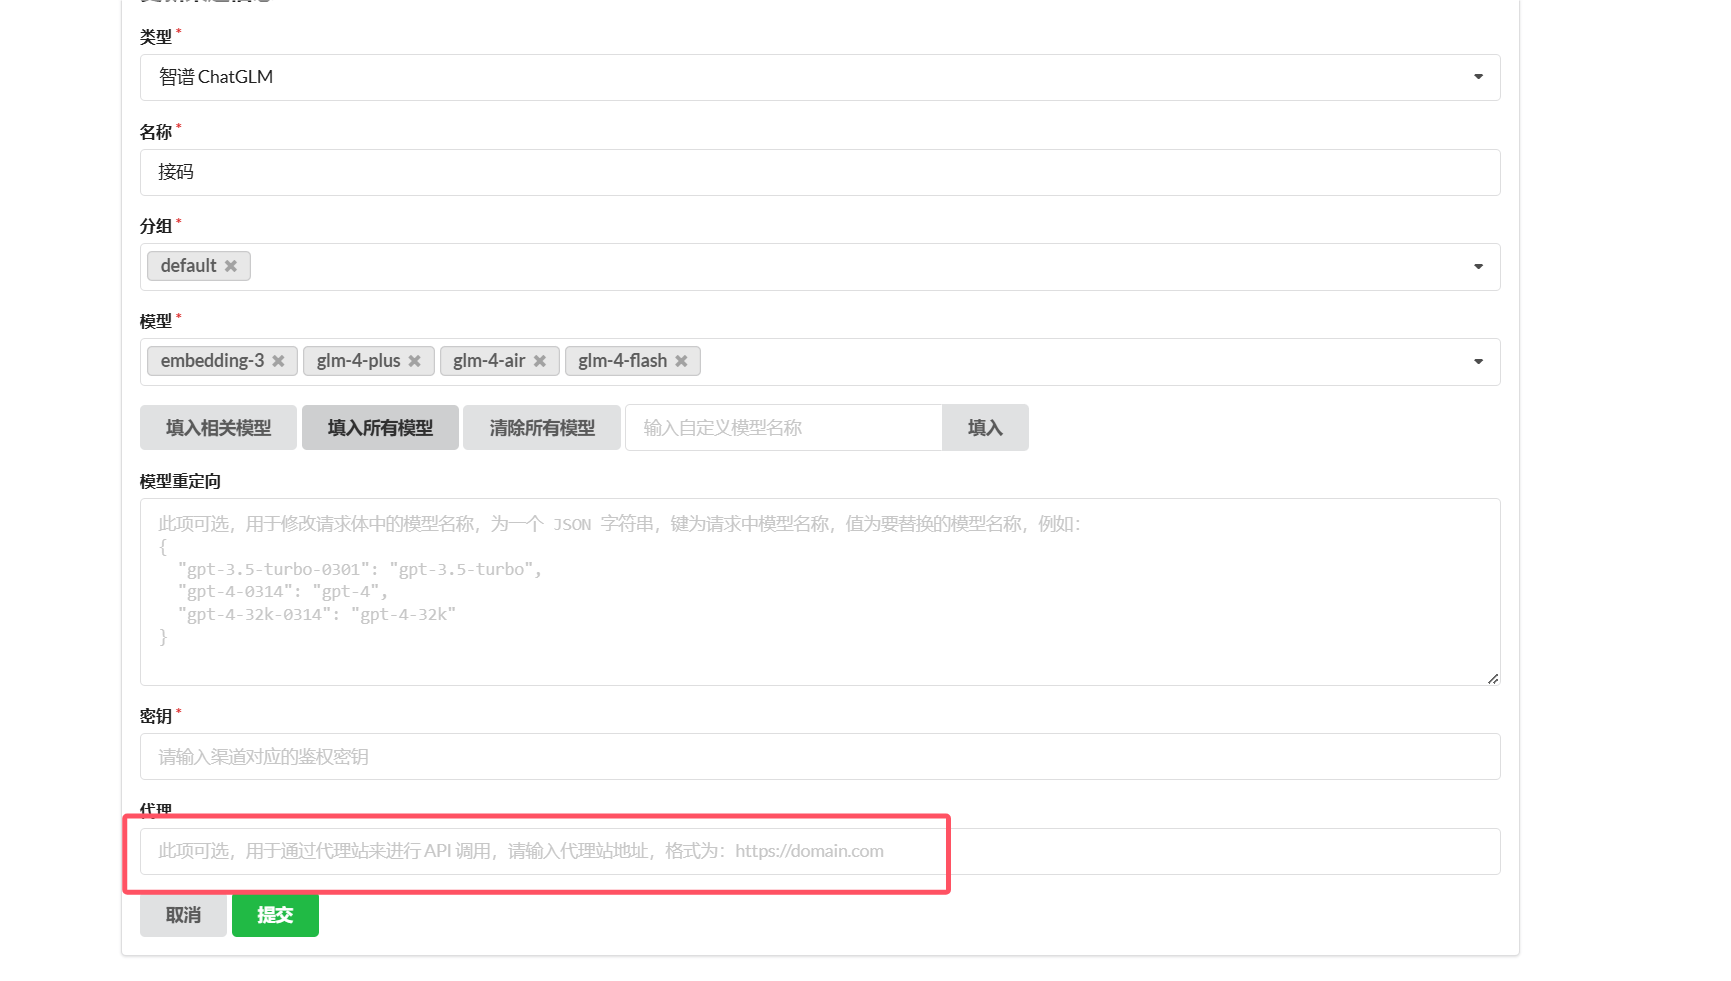 类型*
智谱 ChatGLM
名称*
接码
分组*
default
模型*
embedding-3 glm-4-plus glm-4-air glm-4-flash
填入相关模型 填入所有模型 清除所有模型 输入自定义模型名称 填入
模型重定向
此项可选，用于修改请求体中的模型名称，为一个 JSON 字符串，键为请求中模型名称，值为要替换的模型名称，例如：
{
"gpt-3.5-turbo-0301": "gpt-3.5-turbo",
"gpt-4-0314": "gpt-4",
"gpt-4-32k-0314": "gpt-4-32k"
}
密钥*
请输入渠道对应的鉴权密钥
代理
此项可选，用于通过代理站来进行 API 调用，请输入代理站地址，格式为：https://domain.com
取消 提交